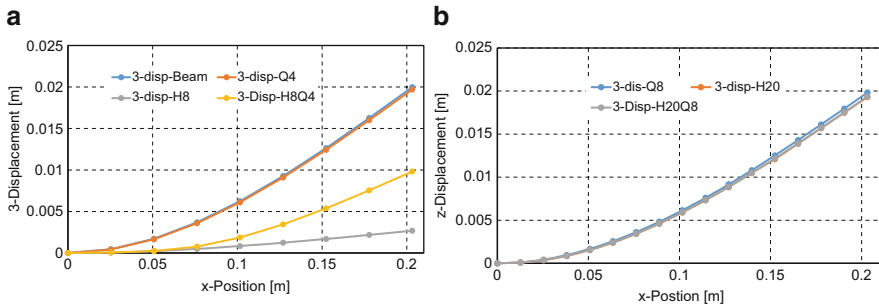 a
0.025
0.02
0.015
0.01
0.005
0
3-Displacement [m]
3-disp-Beam
3-disp-Q4
3-disp-H8
3-Disp-H8Q4
0
0.05
0.1
0.15
0.2
x-Position [m]
b
0.025
0.02
0.015
0.01
0.005
0
z-Displacement [m]
3-dis-Q8
3-disp-H20
3-Disp-H20Q8
0
0.05
0.1
0.15
0.2
x-Postion [m]